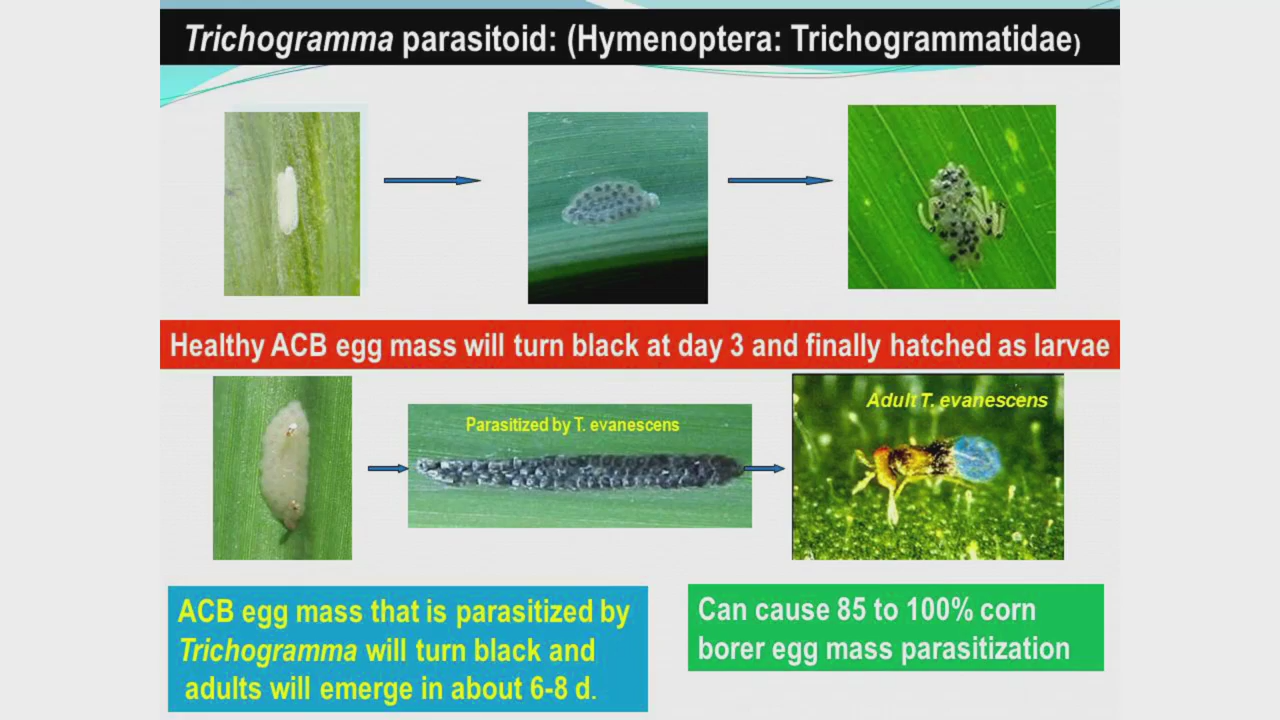 Trichogramma parasitoid: (Hymenoptera: Trichogrammatidae)
Healthy ACB egg mass will turn black at day 3 and finally hatched as larvae
Parasitized by T. evanescens
Adult T. evanescens
ACB egg mass that is parasitized by
Trichogramma will turn black and
adults will emerge in about 6-8 d.
Can cause 85 to 100% corn
borer egg mass parasitization